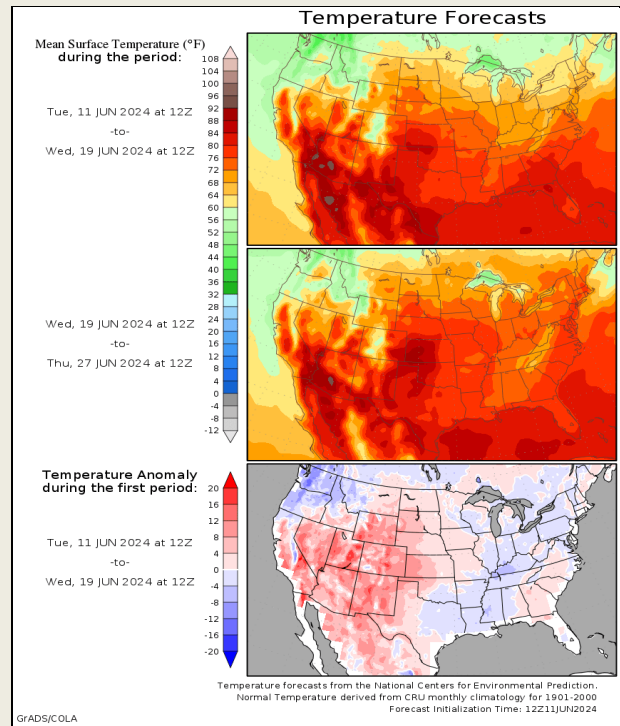 Temperature Forecasts
Mean Surface Temperature (°F)
during the period:
108
104
100
96
92
88
84
80
76
72
68
64
60
56
52
48
44
40
36
32
28
24
20
16
12
8
4
0
-4
-8
-12
Tue, 11 JUN 2024 at 12Z
-to-
Wed, 19 JUN 2024 at 12Z
Wed, 19 JUN 2024 at 12Z
-to-
Thu, 27 JUN 2024 at 12Z
Temperature Anomaly
during the first period:
20
16
12
8
4
0
-4
-8
-12
-16
-20
Tue, 11 JUN 2024 at 12Z
-to-
Wed, 19 JUN 2024 at 12Z
Temperature forecasts from the National Centers for Environmental Prediction.
Normal Temperature derived from CRU monthly climatology for 1901-2000
Forecast Initialization Time: 12Z11JUN2024
GrADS/COLA